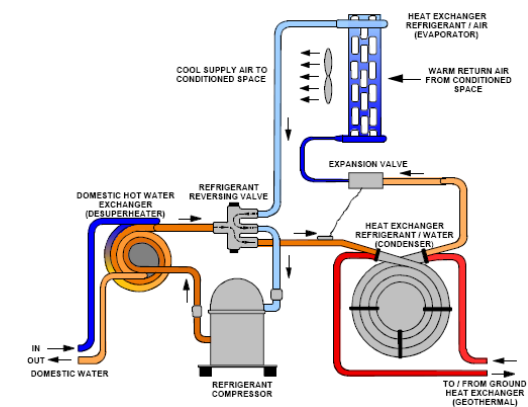 HEAT EXCHANGER
REFRIGERANT / AIR
(EVAPORATOR)
COOL SUPPLY AIR TO
CONDITIONED SPACE
WARM RETURN AIR
FROM CONDITIONED
SPACE
EXPANSION VALVE
REFRIGERANT
REVERSING VALVE
DOMESTIC HOT WATER
EXCHANGER
(DESUPERHEATER)
HEAT EXCHANGER
REFRIGERANT / WATER
(CONDENSER)
IN
OUT
DOMESTIC WATER
REFRIGERANT
COMPRESSOR
TO / FROM GROUND
HEAT EXCHANGER
(GEOTHERMAL)